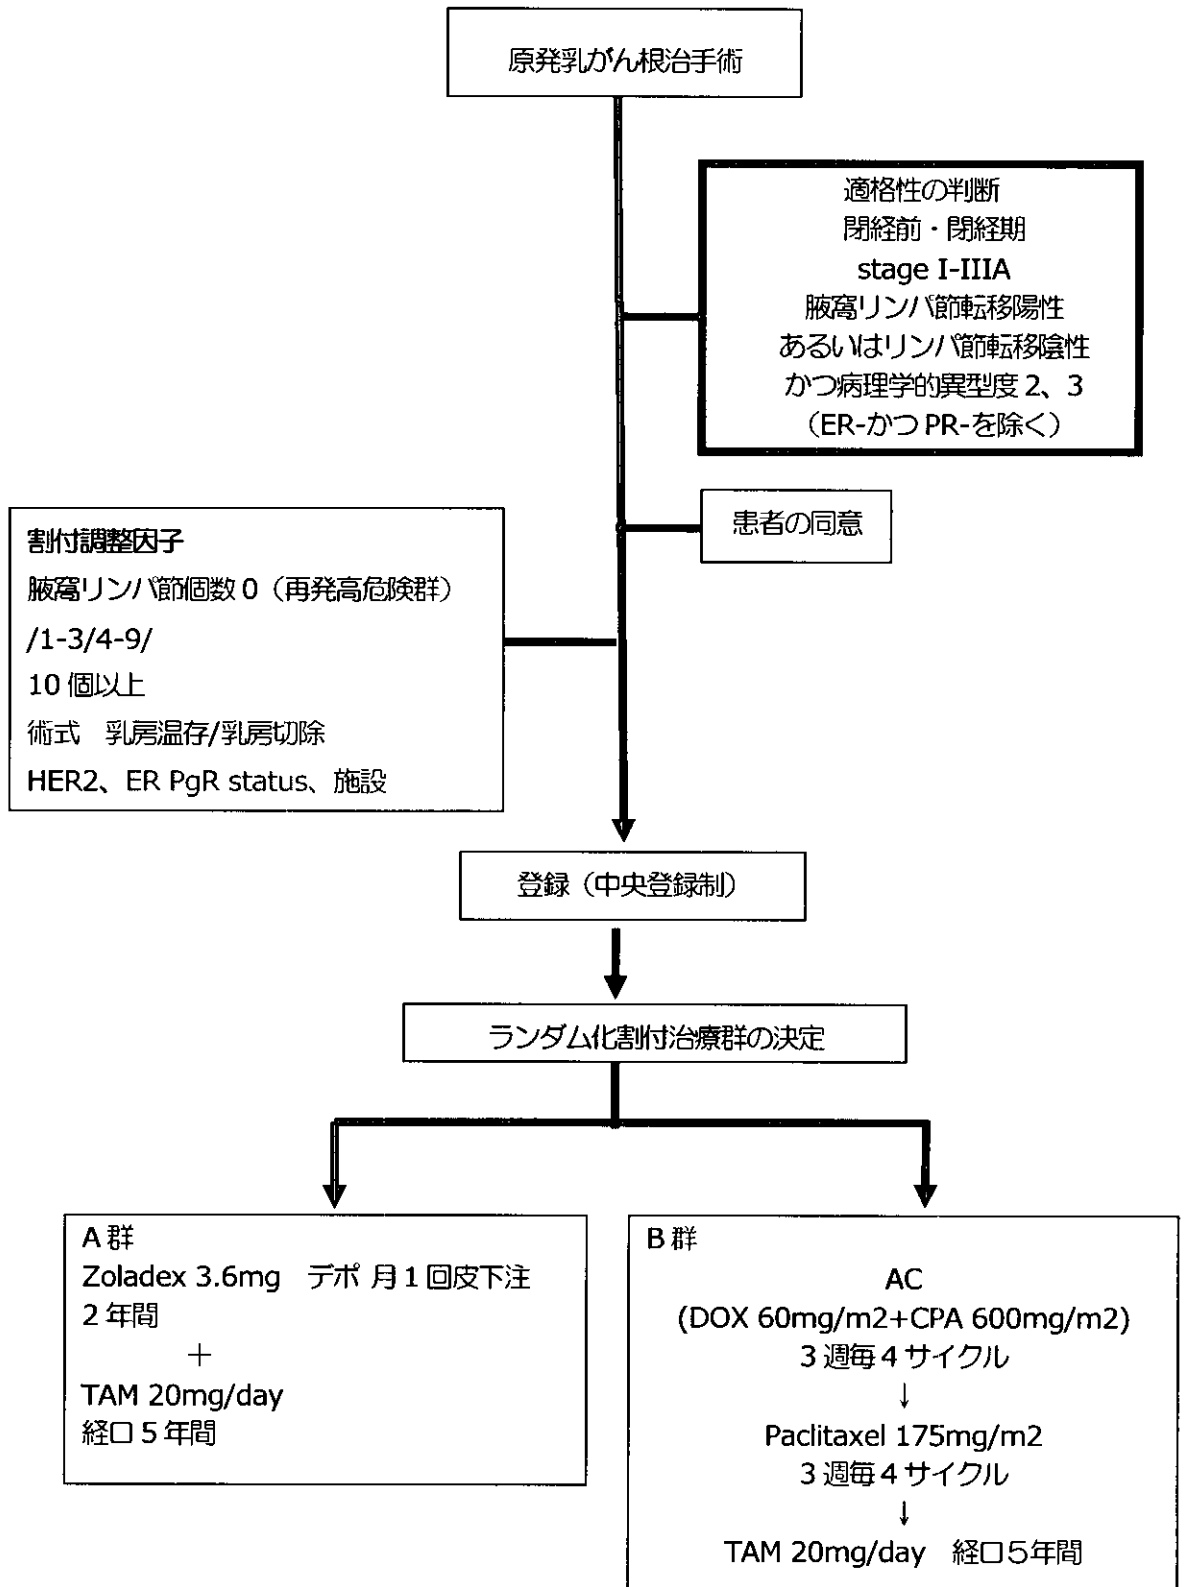 原発乳がん根治手術
適格性の判断
閉経前・閉経期
stage I-IIIA
腋窩リンパ節転移陽性
あるいはリンパ節転移陰性
かつ病理学的異型度 2、3
（ER-かつ PR-を除く）
患者の同意
割付調整因子
腋窩リンパ節個数 0（再発高危険群）
/1-3/4-9/
10 個以上
術式　乳房温存/乳房切除
HER2、ER PgR status、施設
登録（中央登録制）
ランダム化割付治療群の決定
A 群
Zoladex 3.6mg　デポ 月 1 回皮下注
2 年間
＋
TAM 20mg/day
経口 5 年間
B 群
AC
(DOX 60mg/m2+CPA 600mg/m2)
3 週毎 4 サイクル
↓
Paclitaxel 175mg/m2
3 週毎 4 サイクル
↓
TAM 20mg/day　経口５年間